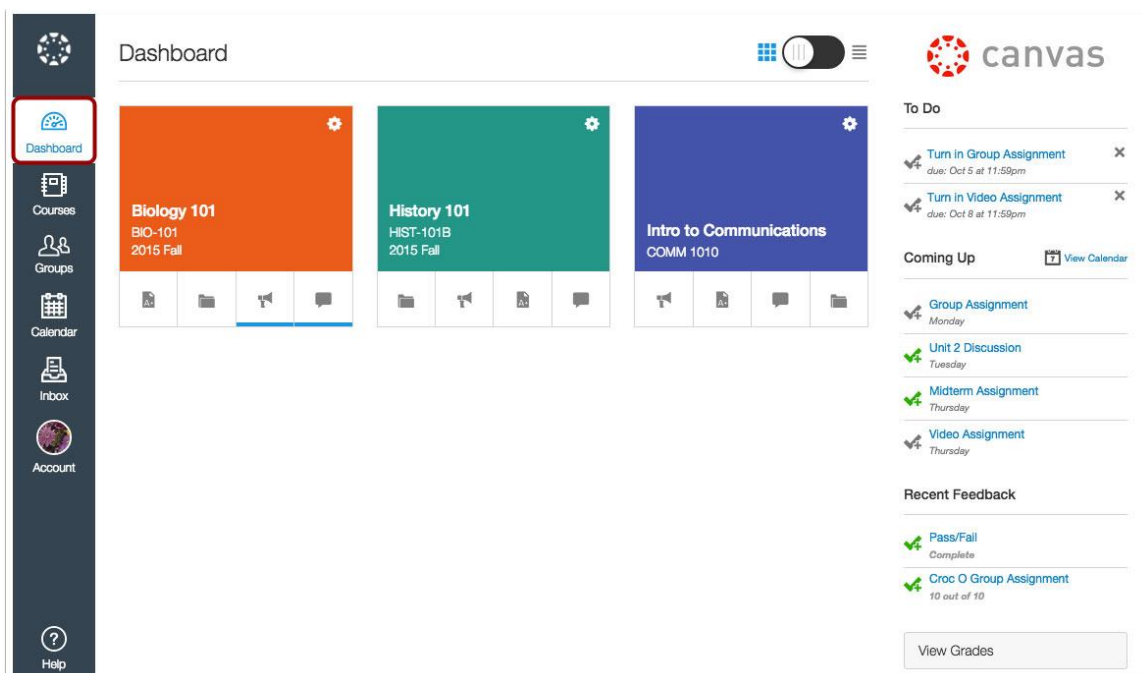 Dashboard
Courses
Groups
Calendar
Inbox
Account
Help
Dashboard
Biology 101
BIO-101
2015 Fall
History 101
HIST-101B
2015 Fall
Intro to Communications
COMM 1010
canvas
To Do
Turn in Group Assignment
due: Oct 5 at 11:59pm
Turn in Video Assignment
due: Oct 8 at 11:59pm
Coming Up
7 View Calendar
Group Assignment
Monday
Unit 2 Discussion
Tuesday
Midterm Assignment
Thursday
Video Assignment
Thursday
Recent Feedback
Pass/Fail
Complete
Croc O Group Assignment
10 out of 10
View Grades